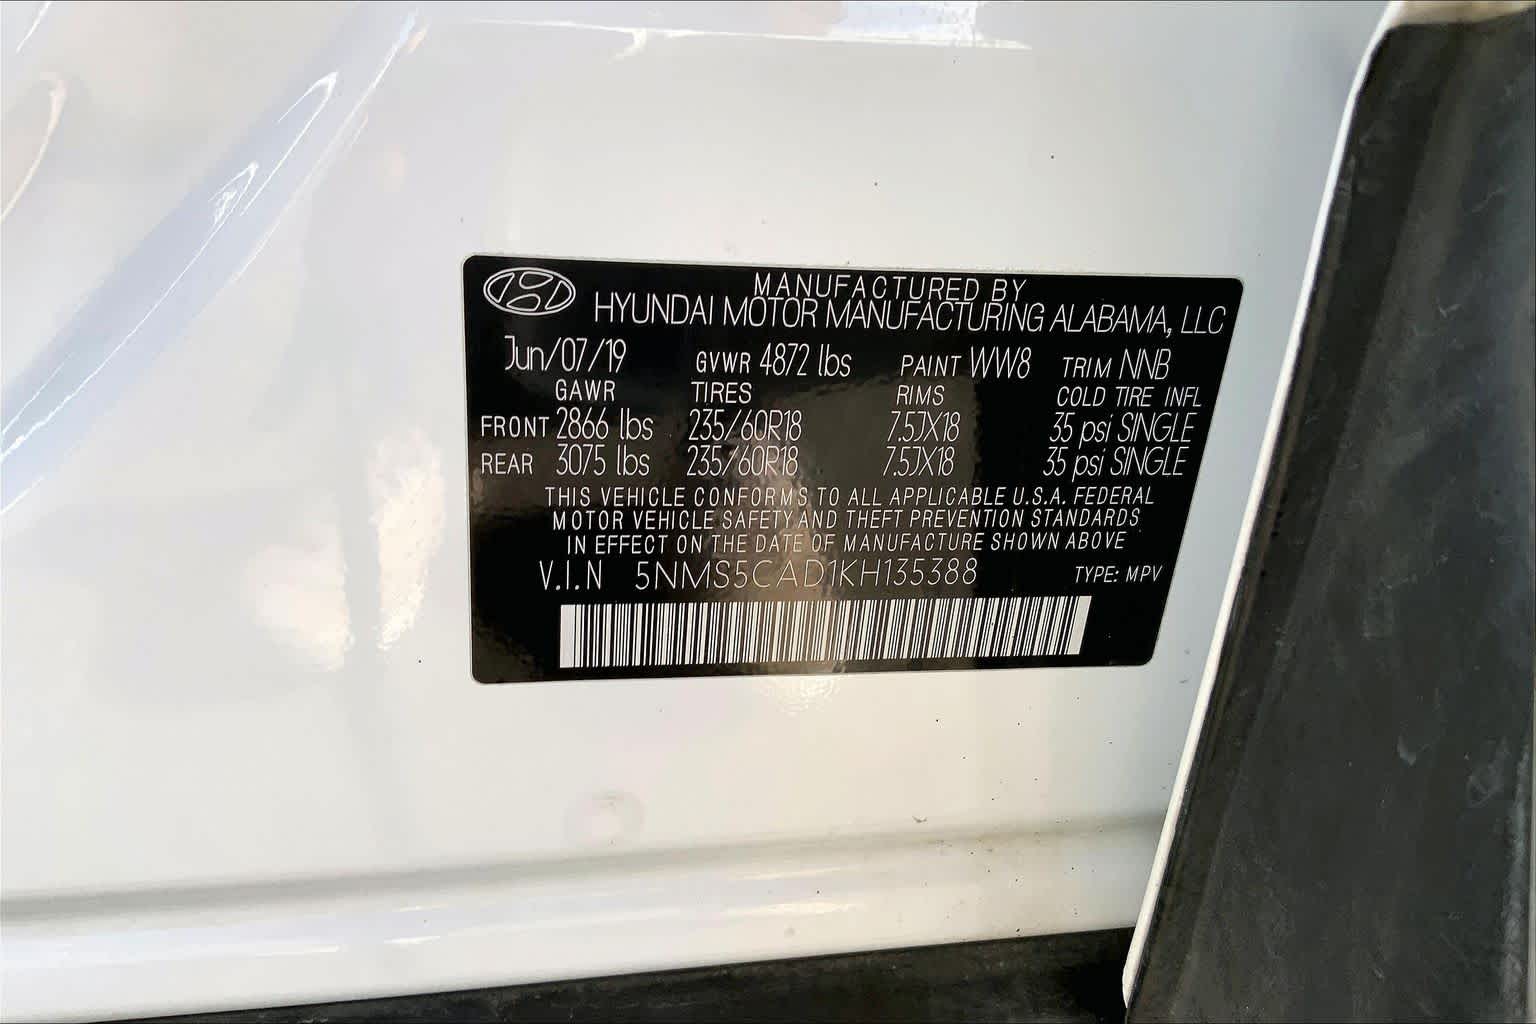 MANUFACTURED BY
HYUNDAI MOTOR MANUFACTURING ALABAMA, LLC
Jun/07/19 GVWR 4872 lbs PAINT WW8 TRIM NNB
GAWR TIRES RIMS COLD TIRE INFL
FRONT 2866 lbs 235/60R18 7.5JX18 35 psi SINGLE
REAR 3075 lbs 235/60R18 7.5JX18 35 psi SINGLE
THIS VEHICLE CONFORMS TO ALL APPLICABLE U.S.A. FEDERAL
MOTOR VEHICLE SAFETY AND THEFT PREVENTION STANDARDS
IN EFFECT ON THE DATE OF MANUFACTURE SHOWN ABOVE
V.I.N 5NMS5CAD1KH135388 TYPE: MPV